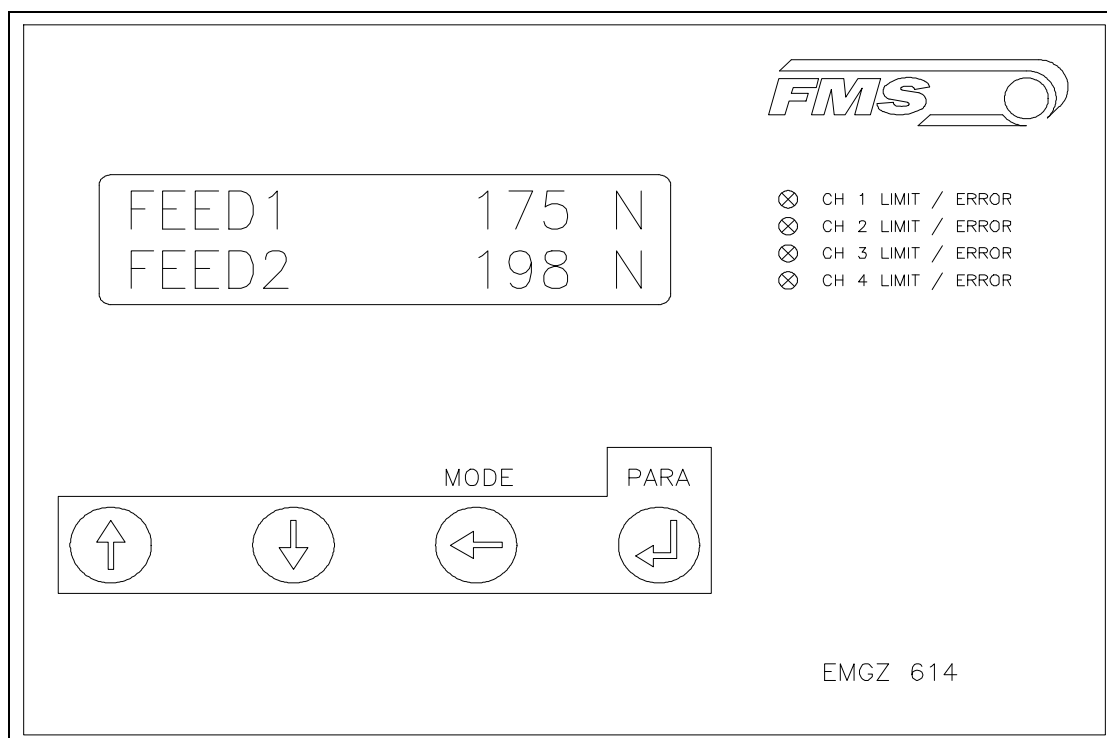 FMS
FEED1 175 N
FEED2 198 N
CH 1 LIMIT / ERROR
CH 2 LIMIT / ERROR
CH 3 LIMIT / ERROR
CH 4 LIMIT / ERROR
MODE PARA
EMGZ 614